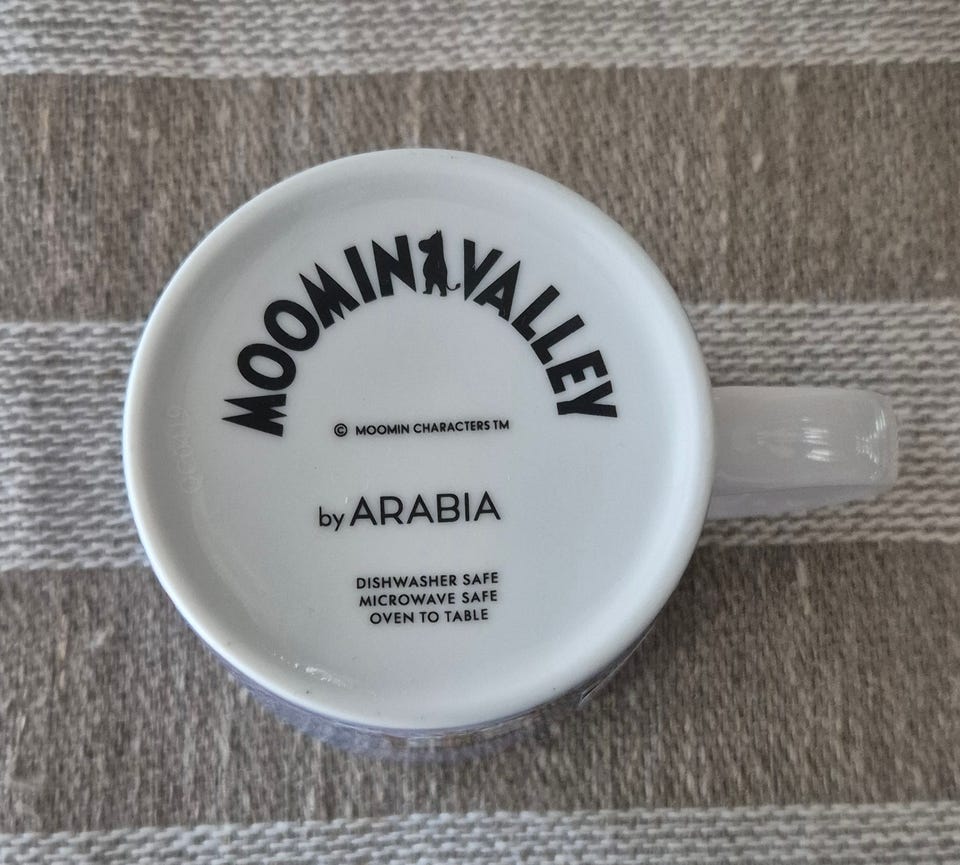 MOOMINVALLEY
© MOOMIN CHARACTERS TM
by ARABIA
DISHWASHER SAFE
MICROWAVE SAFE
OVEN TO TABLE